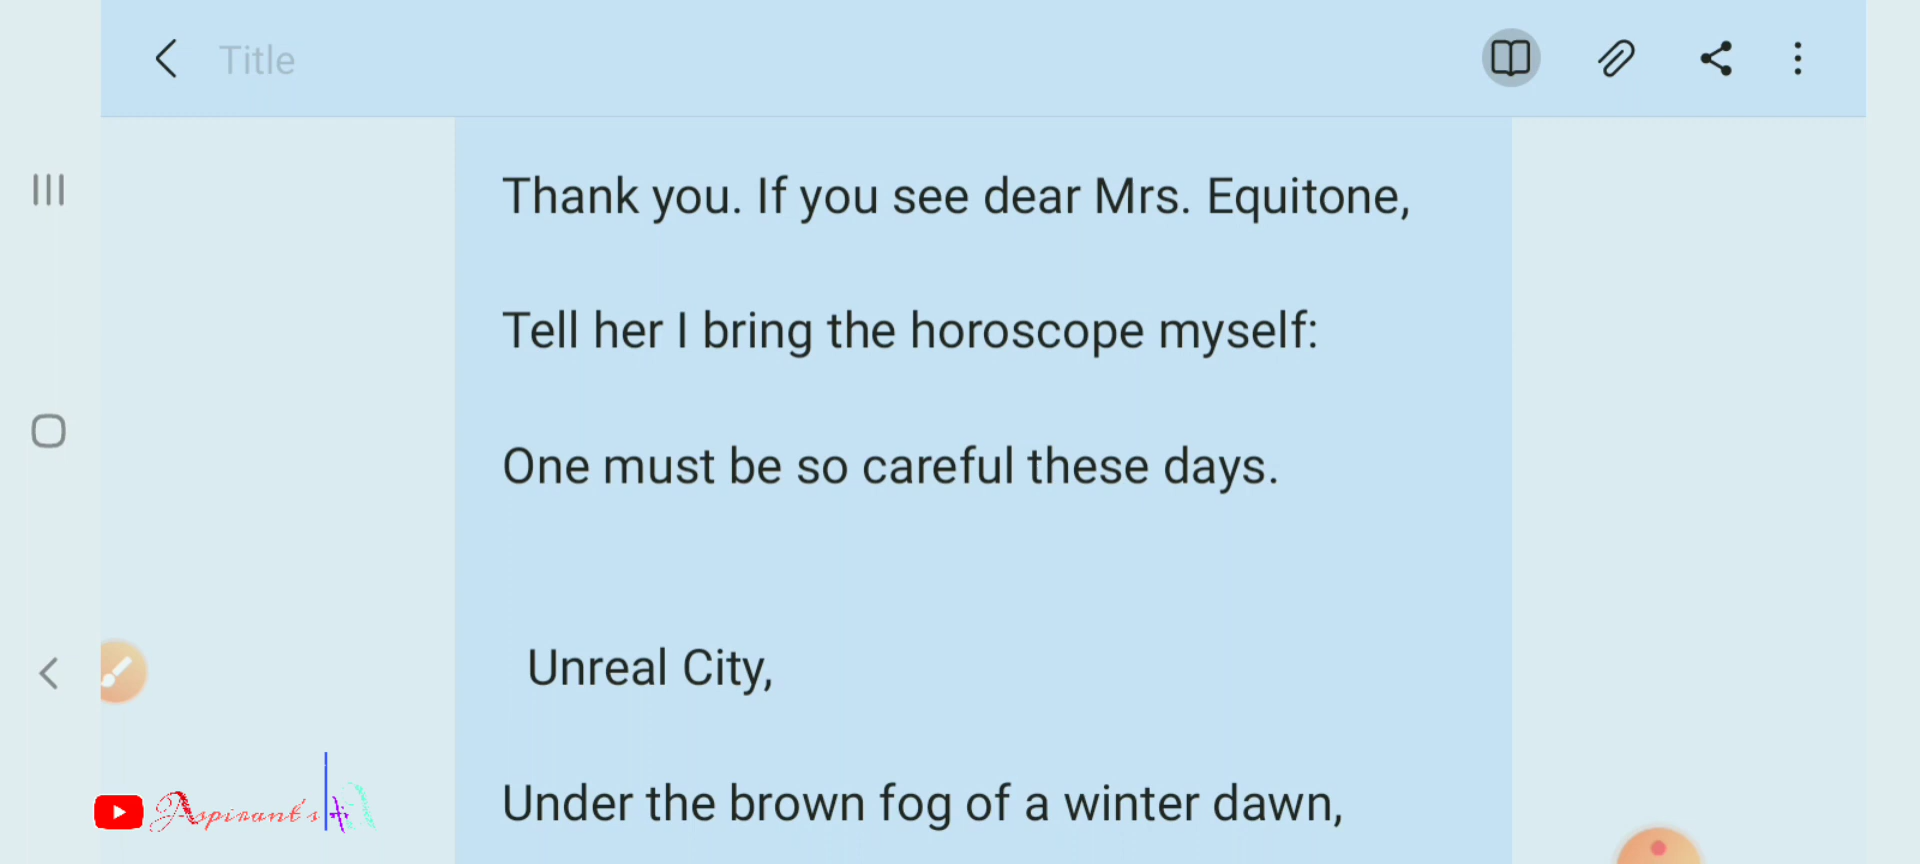 Title
Thank you. If you see dear Mrs. Equitone,
Tell her I bring the horoscope myself:
One must be so careful these days.
Unreal City,
Under the brown fog of a winter dawn,
Aspirant's